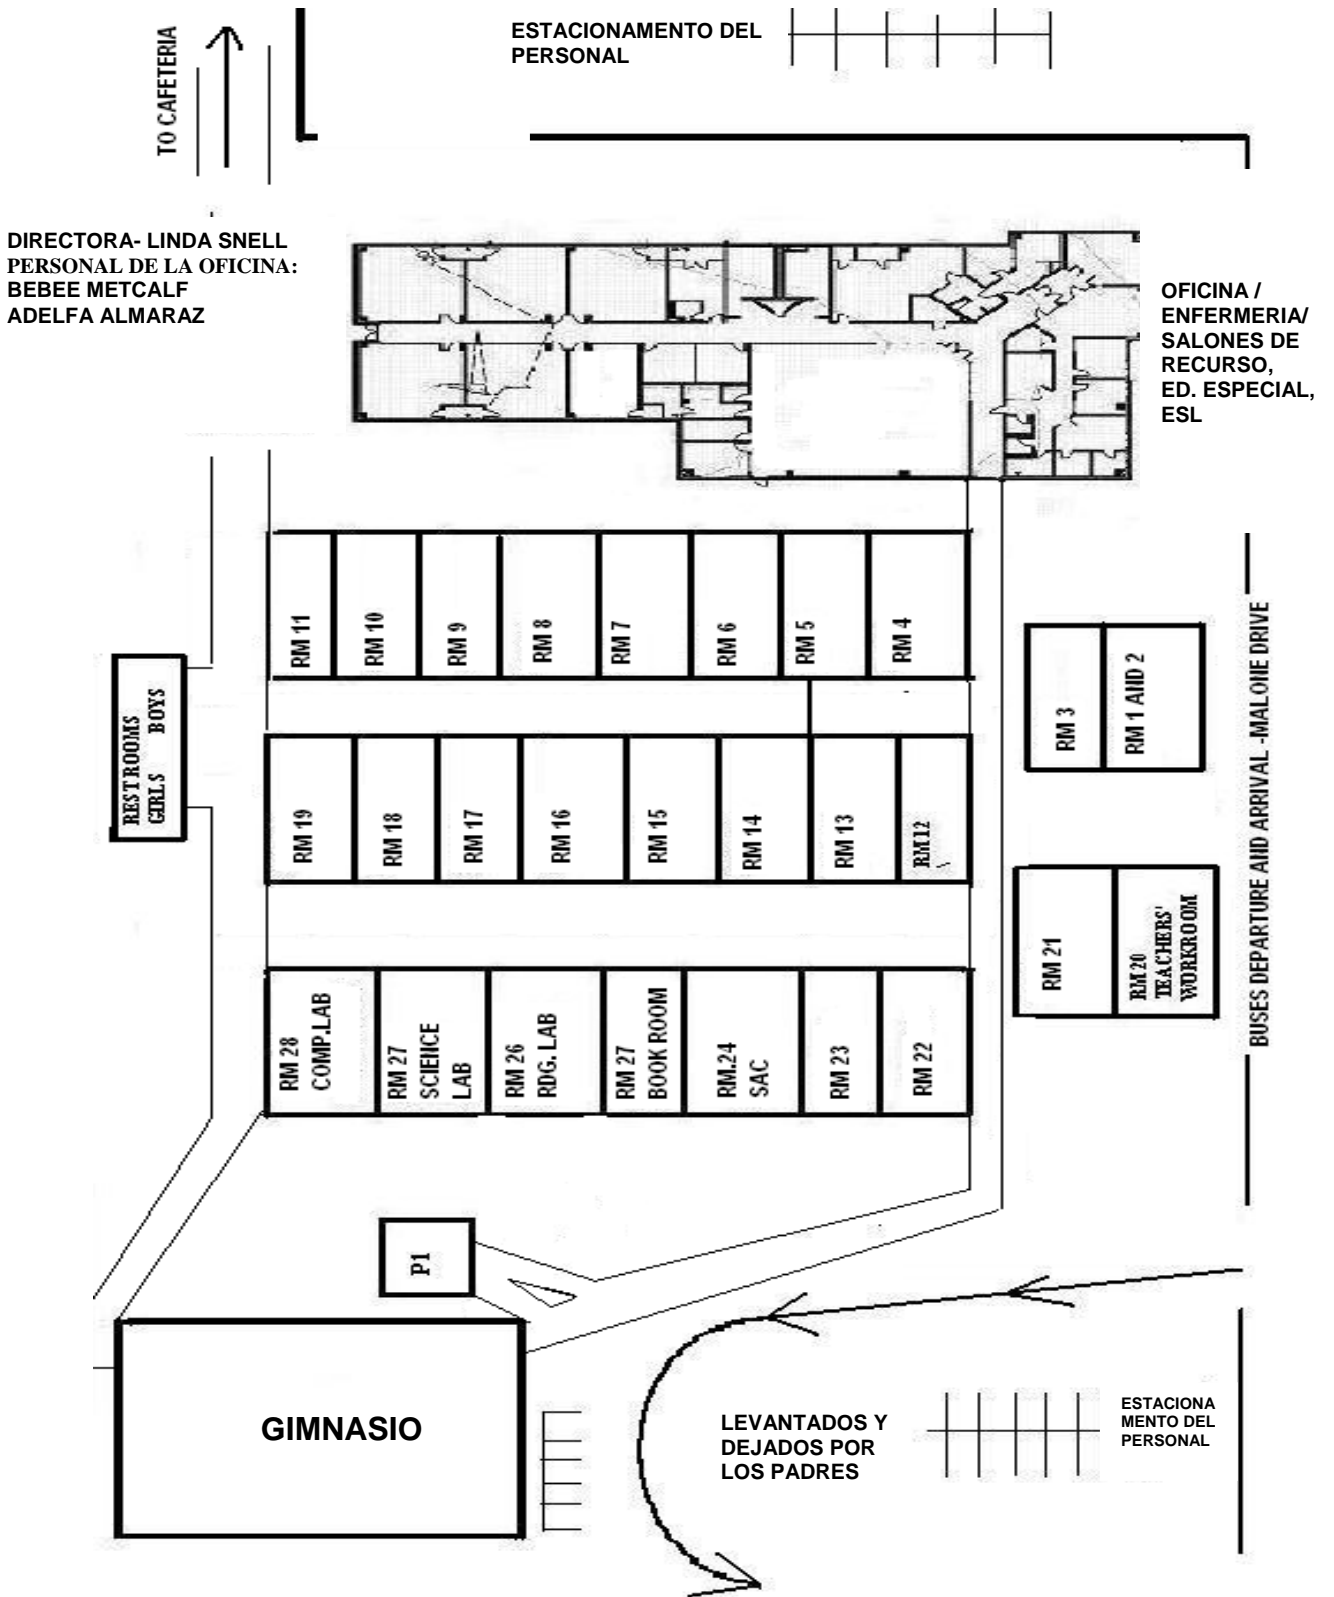 TO CAFETERIA
ESTACIONAMENTO DEL
PERSONAL
DIRECTORA- LINDA SNELL
PERSONAL DE LA OFICINA:
BEBEE METCALF
ADELFA ALMARAZ
OFICINA /
ENFERMERIA/
SALONES DE
RECURSO,
ED. ESPECIAL,
ESL
RM 11
RM 10
RM 9
RM 8
RM 7
RM 6
RM 5
RM 4
RM 3
RM 1 AND 2
RESTROOMS
GIRLS BOYS
BUSES DEPARTURE AND ARRIVAL -MALONE DRIVE
RM 19
RM 18
RM 17
RM 16
RM 15
RM 14
RM 13
RM 12
RM 21
RM 20
TEACHERS'
WORKROOM
RM 28
COMP.LAB
RM 27
SCIENCE
LAB
RM 26
RDG. LAB
RM 27
BOOK ROOM
RM.24
SAC
RM 23
RM 22
P1
GIMNASIO
LEVANTADOS Y
DEJADOS POR
LOS PADRES
ESTACIONA
MENTO DEL
PERSONAL